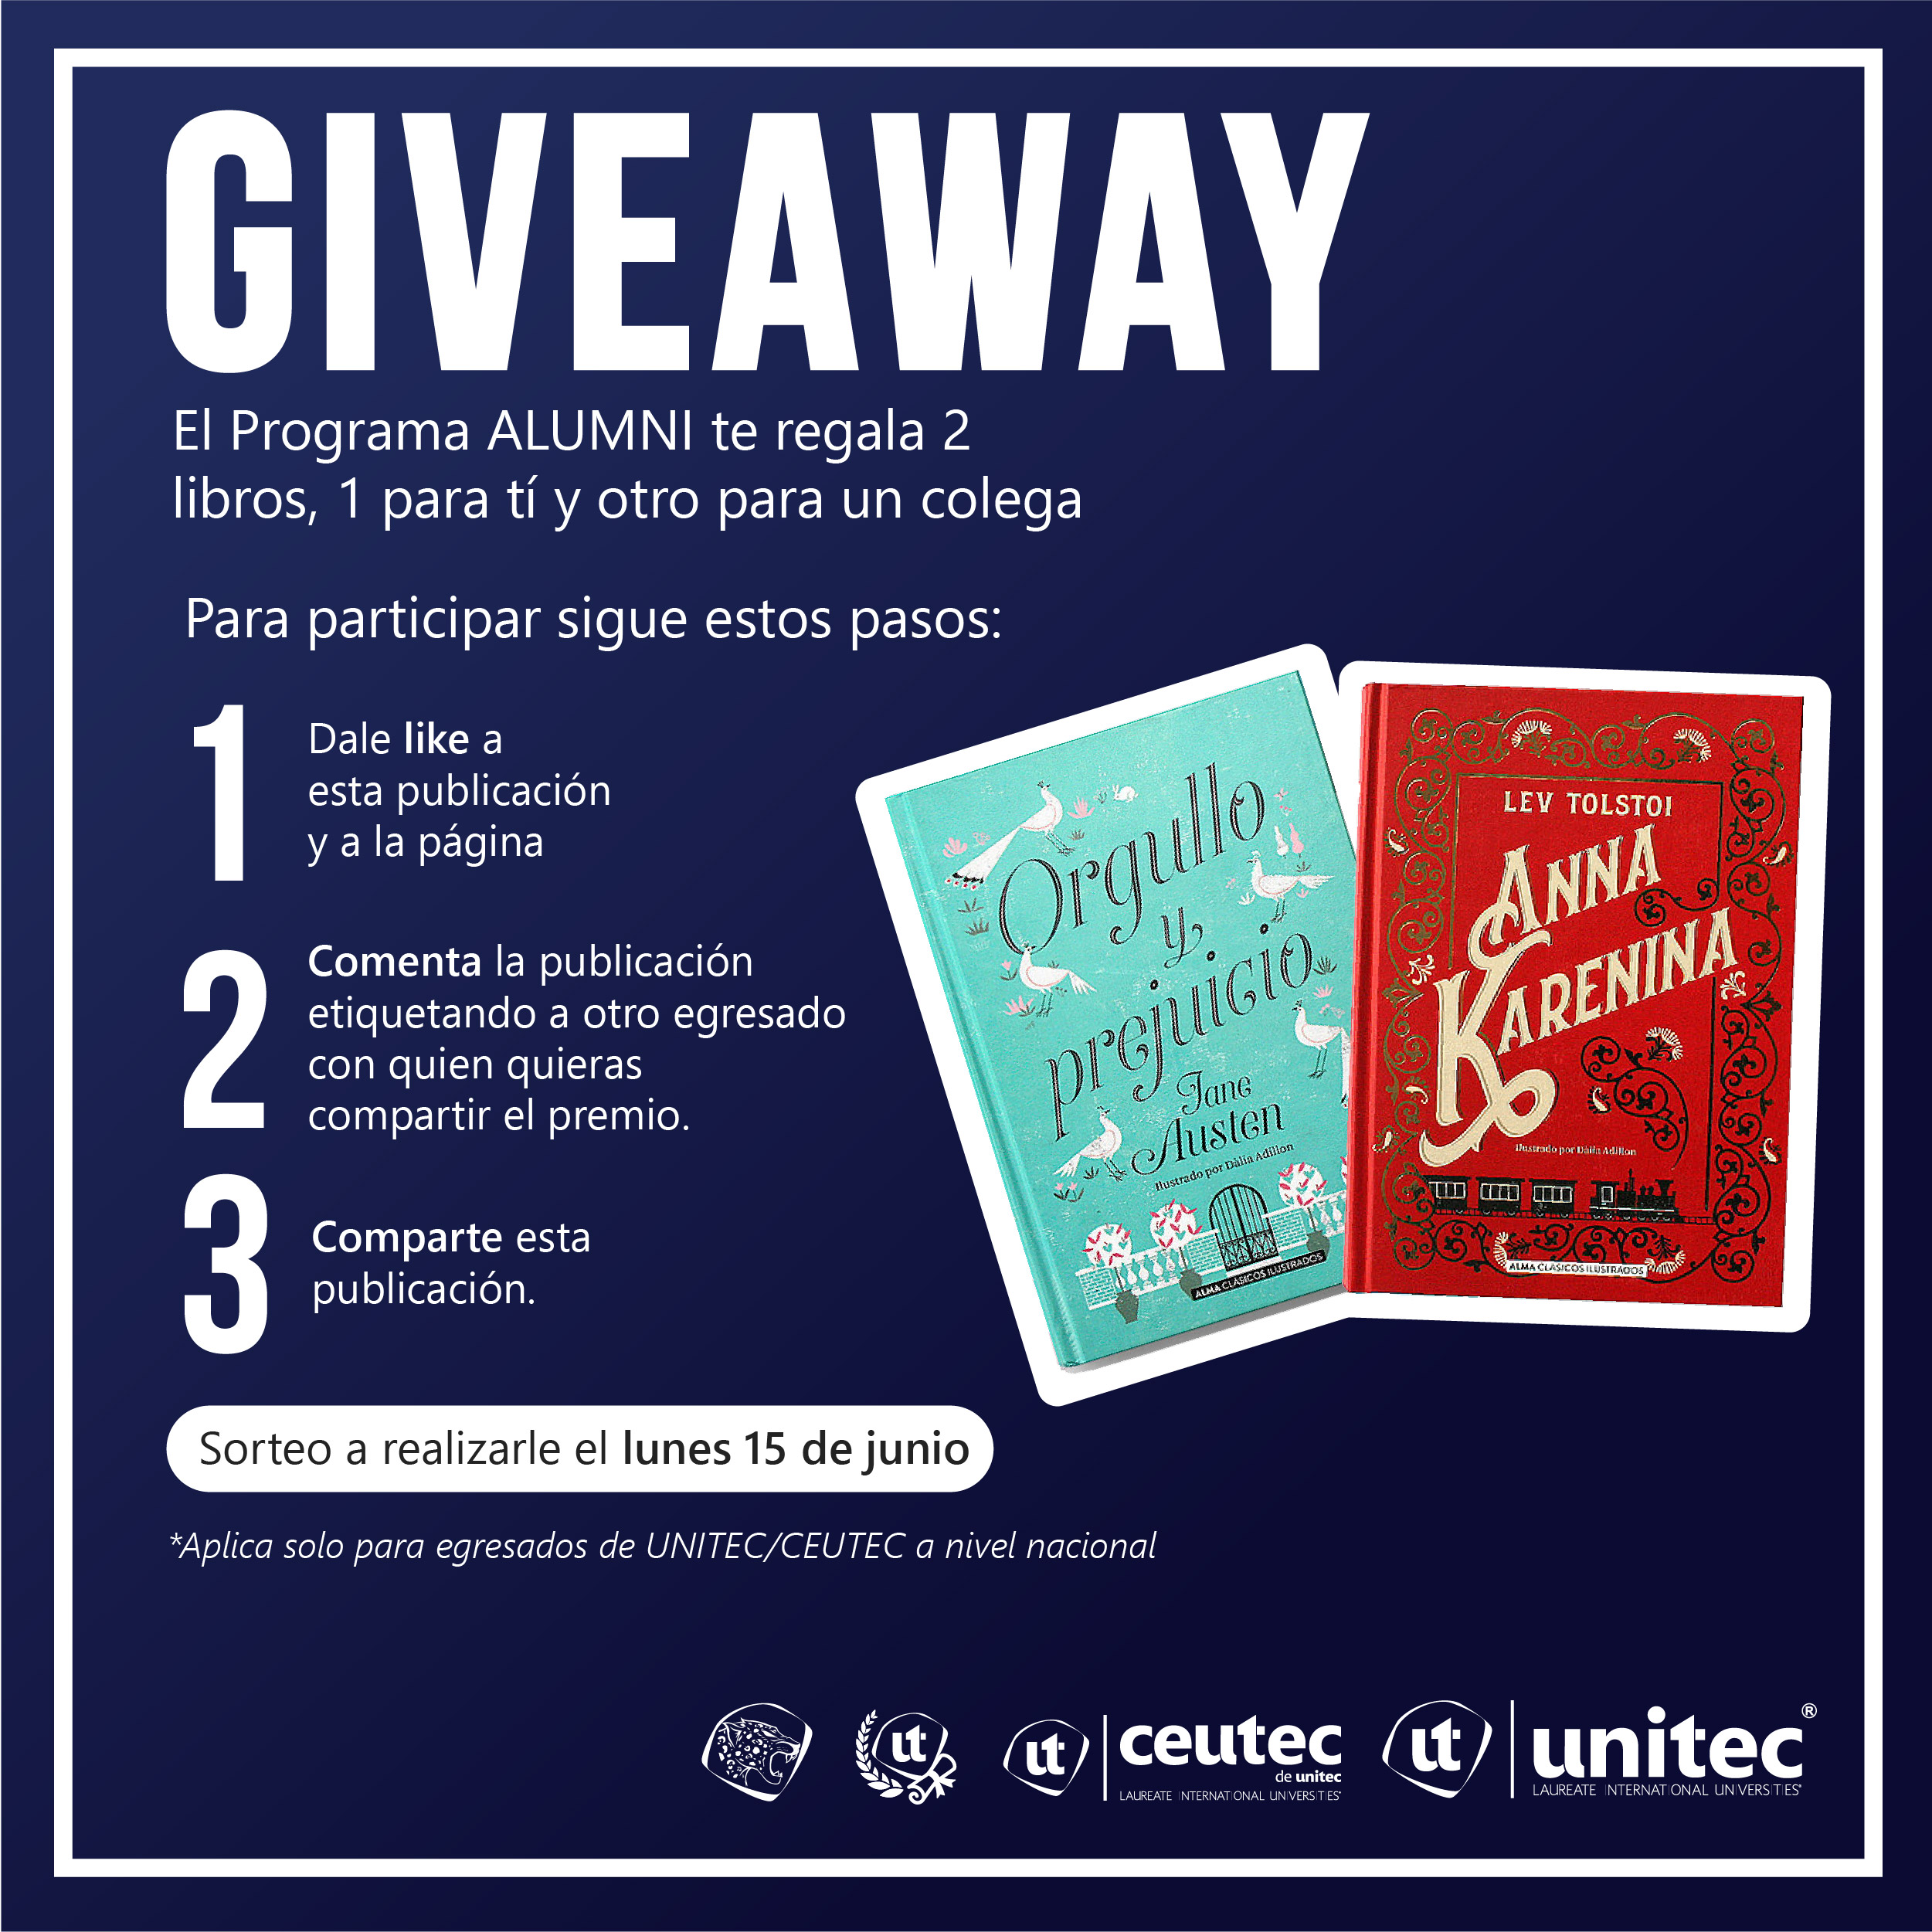 GIVEAWAY
El Programa ALUMNI te regala 2
libros, 1 para tí y otro para un colega
Para participar sigue estos pasos:
1
Dale like a
esta publicación
y a la página
2
Comenta la publicación
etiquetando a otro egresado
con quien quieras
compartir el premio.
3
Comparte esta
publicación.
Orgullo
y
prejuicio
Jane
Austen
Ilustrado por Dàlia Adillon
ALMA CLÁSICOS ILUSTRADOS
LEV TOLSTOI
ANNA
KARENINA
Ilustrado por Dàlia Adillon
ALMA CLÁSICOS ILUSTRADOS
Sorteo a realizarle el lunes 15 de junio
*Aplica solo para egresados de UNITEC/CEUTEC a nivel nacional
ut
ut
ceutec
de unitec
LAUREATE INTERNATIONAL UNIVERSITIES®
ut
unitec®
LAUREATE INTERNATIONAL UNIVERSITIES®